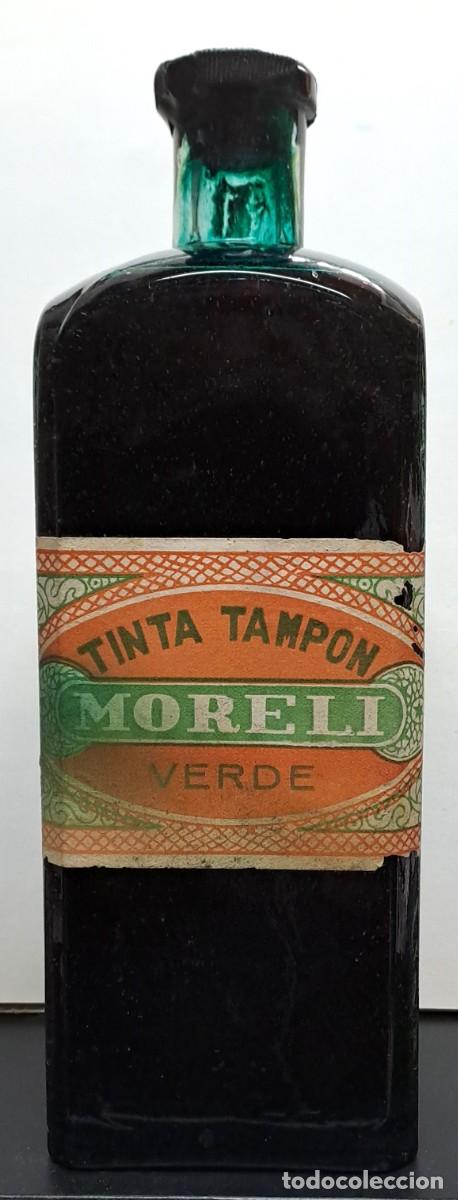 TINTA TAMPON
MORELI
VERDE
todocoleccion